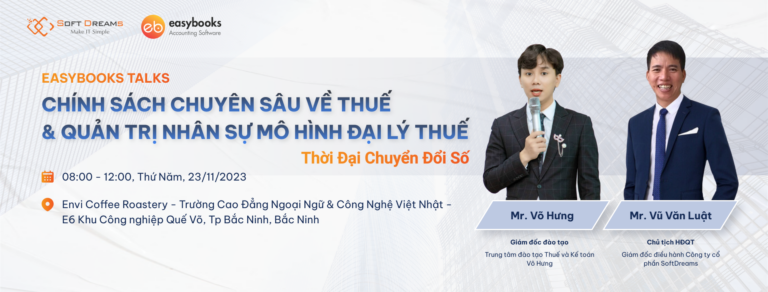 SOFT DREAMS
Make IT Simple
eb
easybooks
Accounting Software
EASYBOOKS TALKS
CHÍNH SÁCH CHUYÊN SÂU VỀ THUẾ
& QUẢN TRỊ NHÂN SỰ MÔ HÌNH ĐẠI LÝ THUẾ
Thời Đại Chuyển Đổi Số
08:00 - 12:00, Thứ Năm, 23/11/2023
Envi Coffee Roastery - Trường Cao Đẳng Ngoại Ngữ & Công Nghệ Việt Nhật -
E6 Khu Công nghiệp Quế Võ, Tp Bắc Ninh, Bắc Ninh
Mr. Võ Hưng
Giám đốc đào tạo
Trung tâm đào tạo Thuế và Kế toán
Võ Hưng
Mr. Vũ Văn Luật
Chủ tịch HĐQT
Giám đốc điều hành Công ty cổ
phần SoftDreams